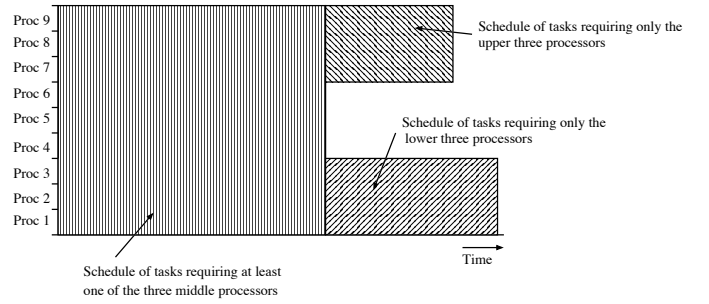 Proc 9
Proc 8
Proc 7
Proc 6
Proc 5
Proc 4
Proc 3
Proc 2
Proc 1
Schedule of tasks requiring only the
upper three processors
Schedule of tasks requiring only the
lower three processors
Time
Schedule of tasks requiring at least
one of the three middle processors